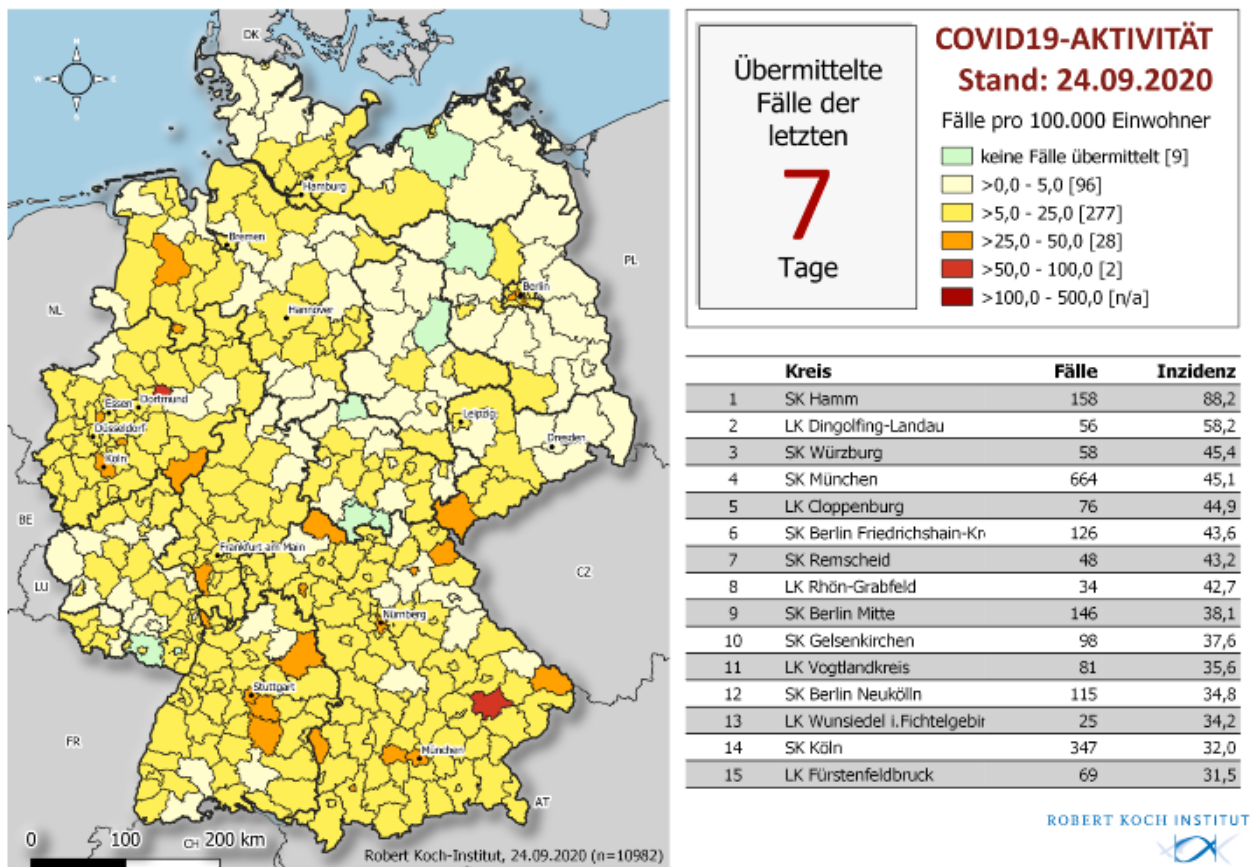 DK
W
E
N
S
Hamburg
Bremen
PL
Berlin
NL
Hannover
Essen
Dortmund
Düsseldorf
Leipzig
Dresden
Köln
BE
Frankfurt am Main
CZ
LU
Nürnberg
Stuttgart
FR
München
AT
0 100 200 km
CH
Robert Koch-Institut, 24.09.2020 (n=10982)
Übermittelte
Fälle der
letzten
7
Tage
COVID19-AKTIVITÄT
Stand: 24.09.2020
Fälle pro 100.000 Einwohner
keine Fälle übermittelt [9]
>0,0 - 5,0 [96]
>5,0 - 25,0 [277]
>25,0 - 50,0 [28]
>50,0 - 100,0 [2]
>100,0 - 500,0 [n/a]
Kreis Fälle Inzidenz
1 SK Hamm 158 88,2
2 LK Dingolfing-Landau 56 58,2
3 SK Würzburg 58 45,4
4 SK München 664 45,1
5 LK Cloppenburg 76 44,9
6 SK Berlin Friedrichshain-Kr 126 43,6
7 SK Remscheid 48 43,2
8 LK Rhön-Grabfeld 34 42,7
9 SK Berlin Mitte 146 38,1
10 SK Gelsenkirchen 98 37,6
11 LK Vogtlandkreis 81 35,6
12 SK Berlin Neukölln 115 34,8
13 LK Wunsiedel i.Fichtelgebir 25 34,2
14 SK Köln 347 32,0
15 LK Fürstenfeldbruck 69 31,5
ROBERT KOCH INSTITUT